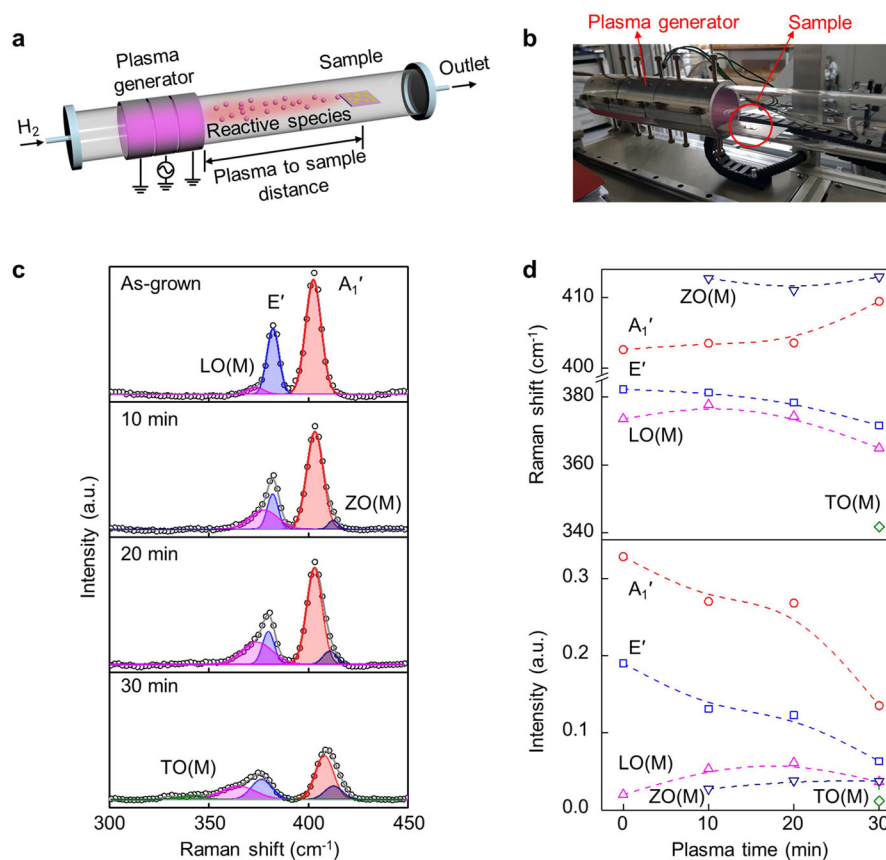 a
Plasma
generator
Sample
Outlet
H₂
Reactive species
Plasma to sample
distance
b
Plasma generator
Sample
c
As-grown
E′
A₁′
LO(M)
10 min
ZO(M)
20 min
30 min
TO(M)
Intensity (a.u.)
300
350
400
450
Raman shift (cm⁻¹)
d
410
400
380
360
340
Raman shift (cm⁻¹)
ZO(M)
A₁′
E′
LO(M)
TO(M)
0.3
0.2
0.1
0.0
Intensity (a.u.)
A₁′
E′
LO(M)
ZO(M)
TO(M)
0
10
20
30
Plasma time (min)